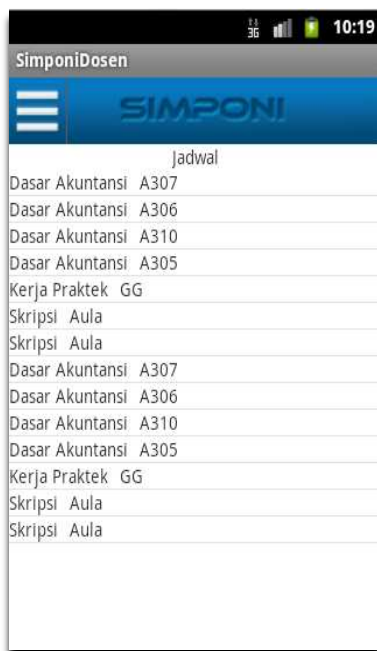 3G 10:19
SimponiDosen
SIMPONI
Jadwal
Dasar Akuntansi A307
Dasar Akuntansi A306
Dasar Akuntansi A310
Dasar Akuntansi A305
Kerja Praktek GG
Skripsi Aula
Skripsi Aula
Dasar Akuntansi A307
Dasar Akuntansi A306
Dasar Akuntansi A310
Dasar Akuntansi A305
Kerja Praktek GG
Skripsi Aula
Skripsi Aula